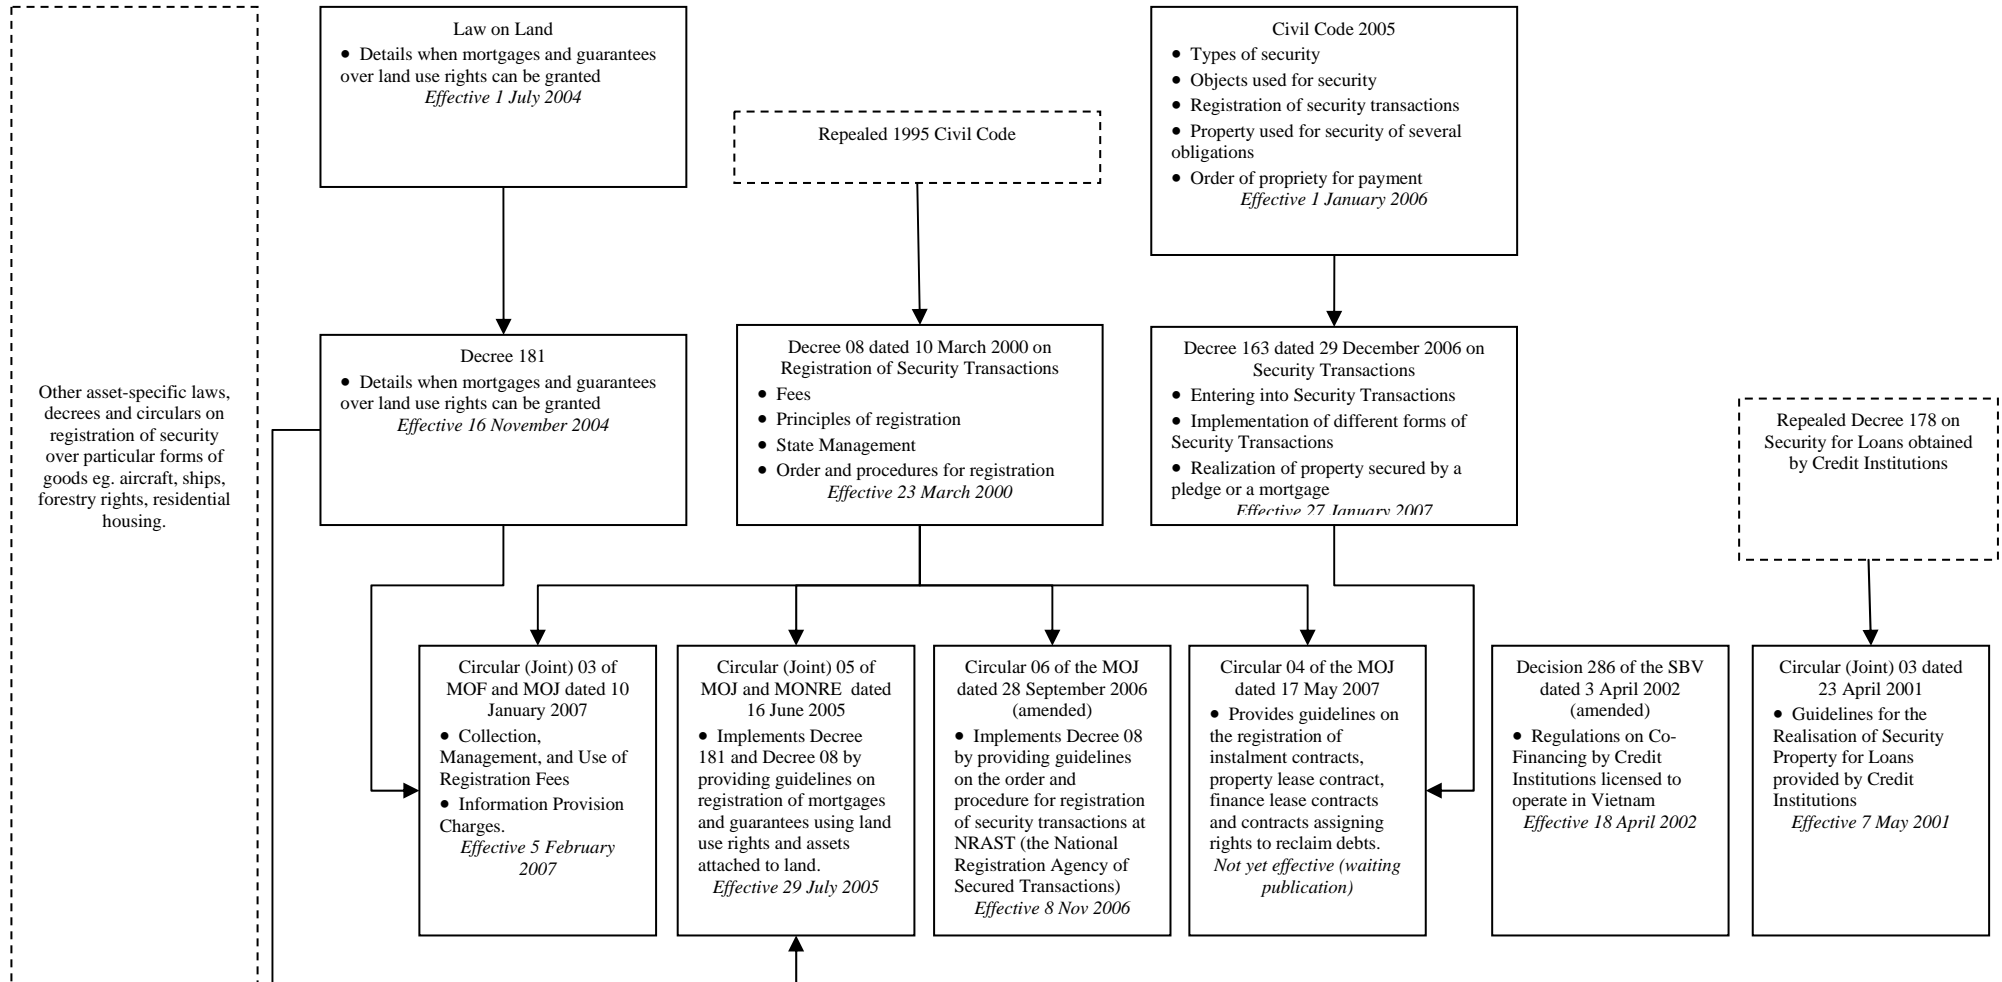 Law on Land
• Details when mortgages and guarantees
over land use rights can be granted
Effective 1 July 2004
Repealed 1995 Civil Code
Civil Code 2005
• Types of security
• Objects used for security
• Registration of security transactions
• Property used for security of several
obligations
• Order of propriety for payment
Effective 1 January 2006
Other asset-specific laws,
decrees and circulars on
registration of security
over particular forms of
goods eg. aircraft, ships,
forestry rights, residential
housing.
Decree 181
• Details when mortgages and guarantees
over land use rights can be granted
Effective 16 November 2004
Decree 08 dated 10 March 2000 on
Registration of Security Transactions
• Fees
• Principles of registration
• State Management
• Order and procedures for registration
Effective 23 March 2000
Decree 163 dated 29 December 2006 on
Security Transactions
• Entering into Security Transactions
• Implementation of different forms of
Security Transactions
• Realization of property secured by a
pledge or a mortgage
Effective 27 January 2007
Repealed Decree 178 on
Security for Loans obtained
by Credit Institutions
Circular (Joint) 03 of
MOF and MOJ dated 10
January 2007
• Collection,
Management, and Use of
Registration Fees
• Information Provision
Charges.
Effective 5 February
2007
Circular (Joint) 05 of
MOJ and MONRE dated
16 June 2005
• Implements Decree
181 and Decree 08 by
providing guidelines on
registration of mortgages
and guarantees using land
use rights and assets
attached to land.
Effective 29 July 2005
Circular 06 of the MOJ
dated 28 September 2006
(amended)
• Implements Decree 08
by providing guidelines
on the order and
procedure for registration
of security transactions at
NRAST (the National
Registration Agency of
Secured Transactions)
Effective 8 Nov 2006
Circular 04 of the MOJ
dated 17 May 2007
• Provides guidelines on
the registration of
instalment contracts,
property lease contract,
finance lease contracts
and contracts assigning
rights to reclaim debts.
Not yet effective (waiting
publication)
Decision 286 of the SBV
dated 3 April 2002
(amended)
• Regulations on Co-
Financing by Credit
Institutions licensed to
operate in Vietnam
Effective 18 April 2002
Circular (Joint) 03 dated
23 April 2001
• Guidelines for the
Realisation of Security
Property for Loans
provided by Credit
Institutions
Effective 7 May 2001